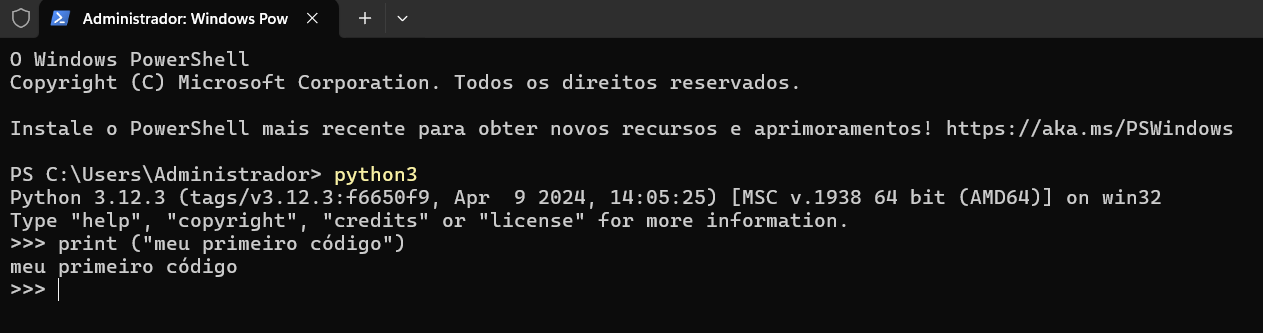 Administrador: Windows Pow
O Windows PowerShell
Copyright (C) Microsoft Corporation. Todos os direitos reservados.
Instale o PowerShell mais recente para obter novos recursos e aprimoramentos! https://aka.ms/PSWindows
PS C:\Users\Administrador> python3
Python 3.12.3 (tags/v3.12.3:f6650f9, Apr  9 2024, 14:05:25) [MSC v.1938 64 bit (AMD64)] on win32
Type "help", "copyright", "credits" or "license" for more information.
>>> print ("meu primeiro código")
meu primeiro código
>>>